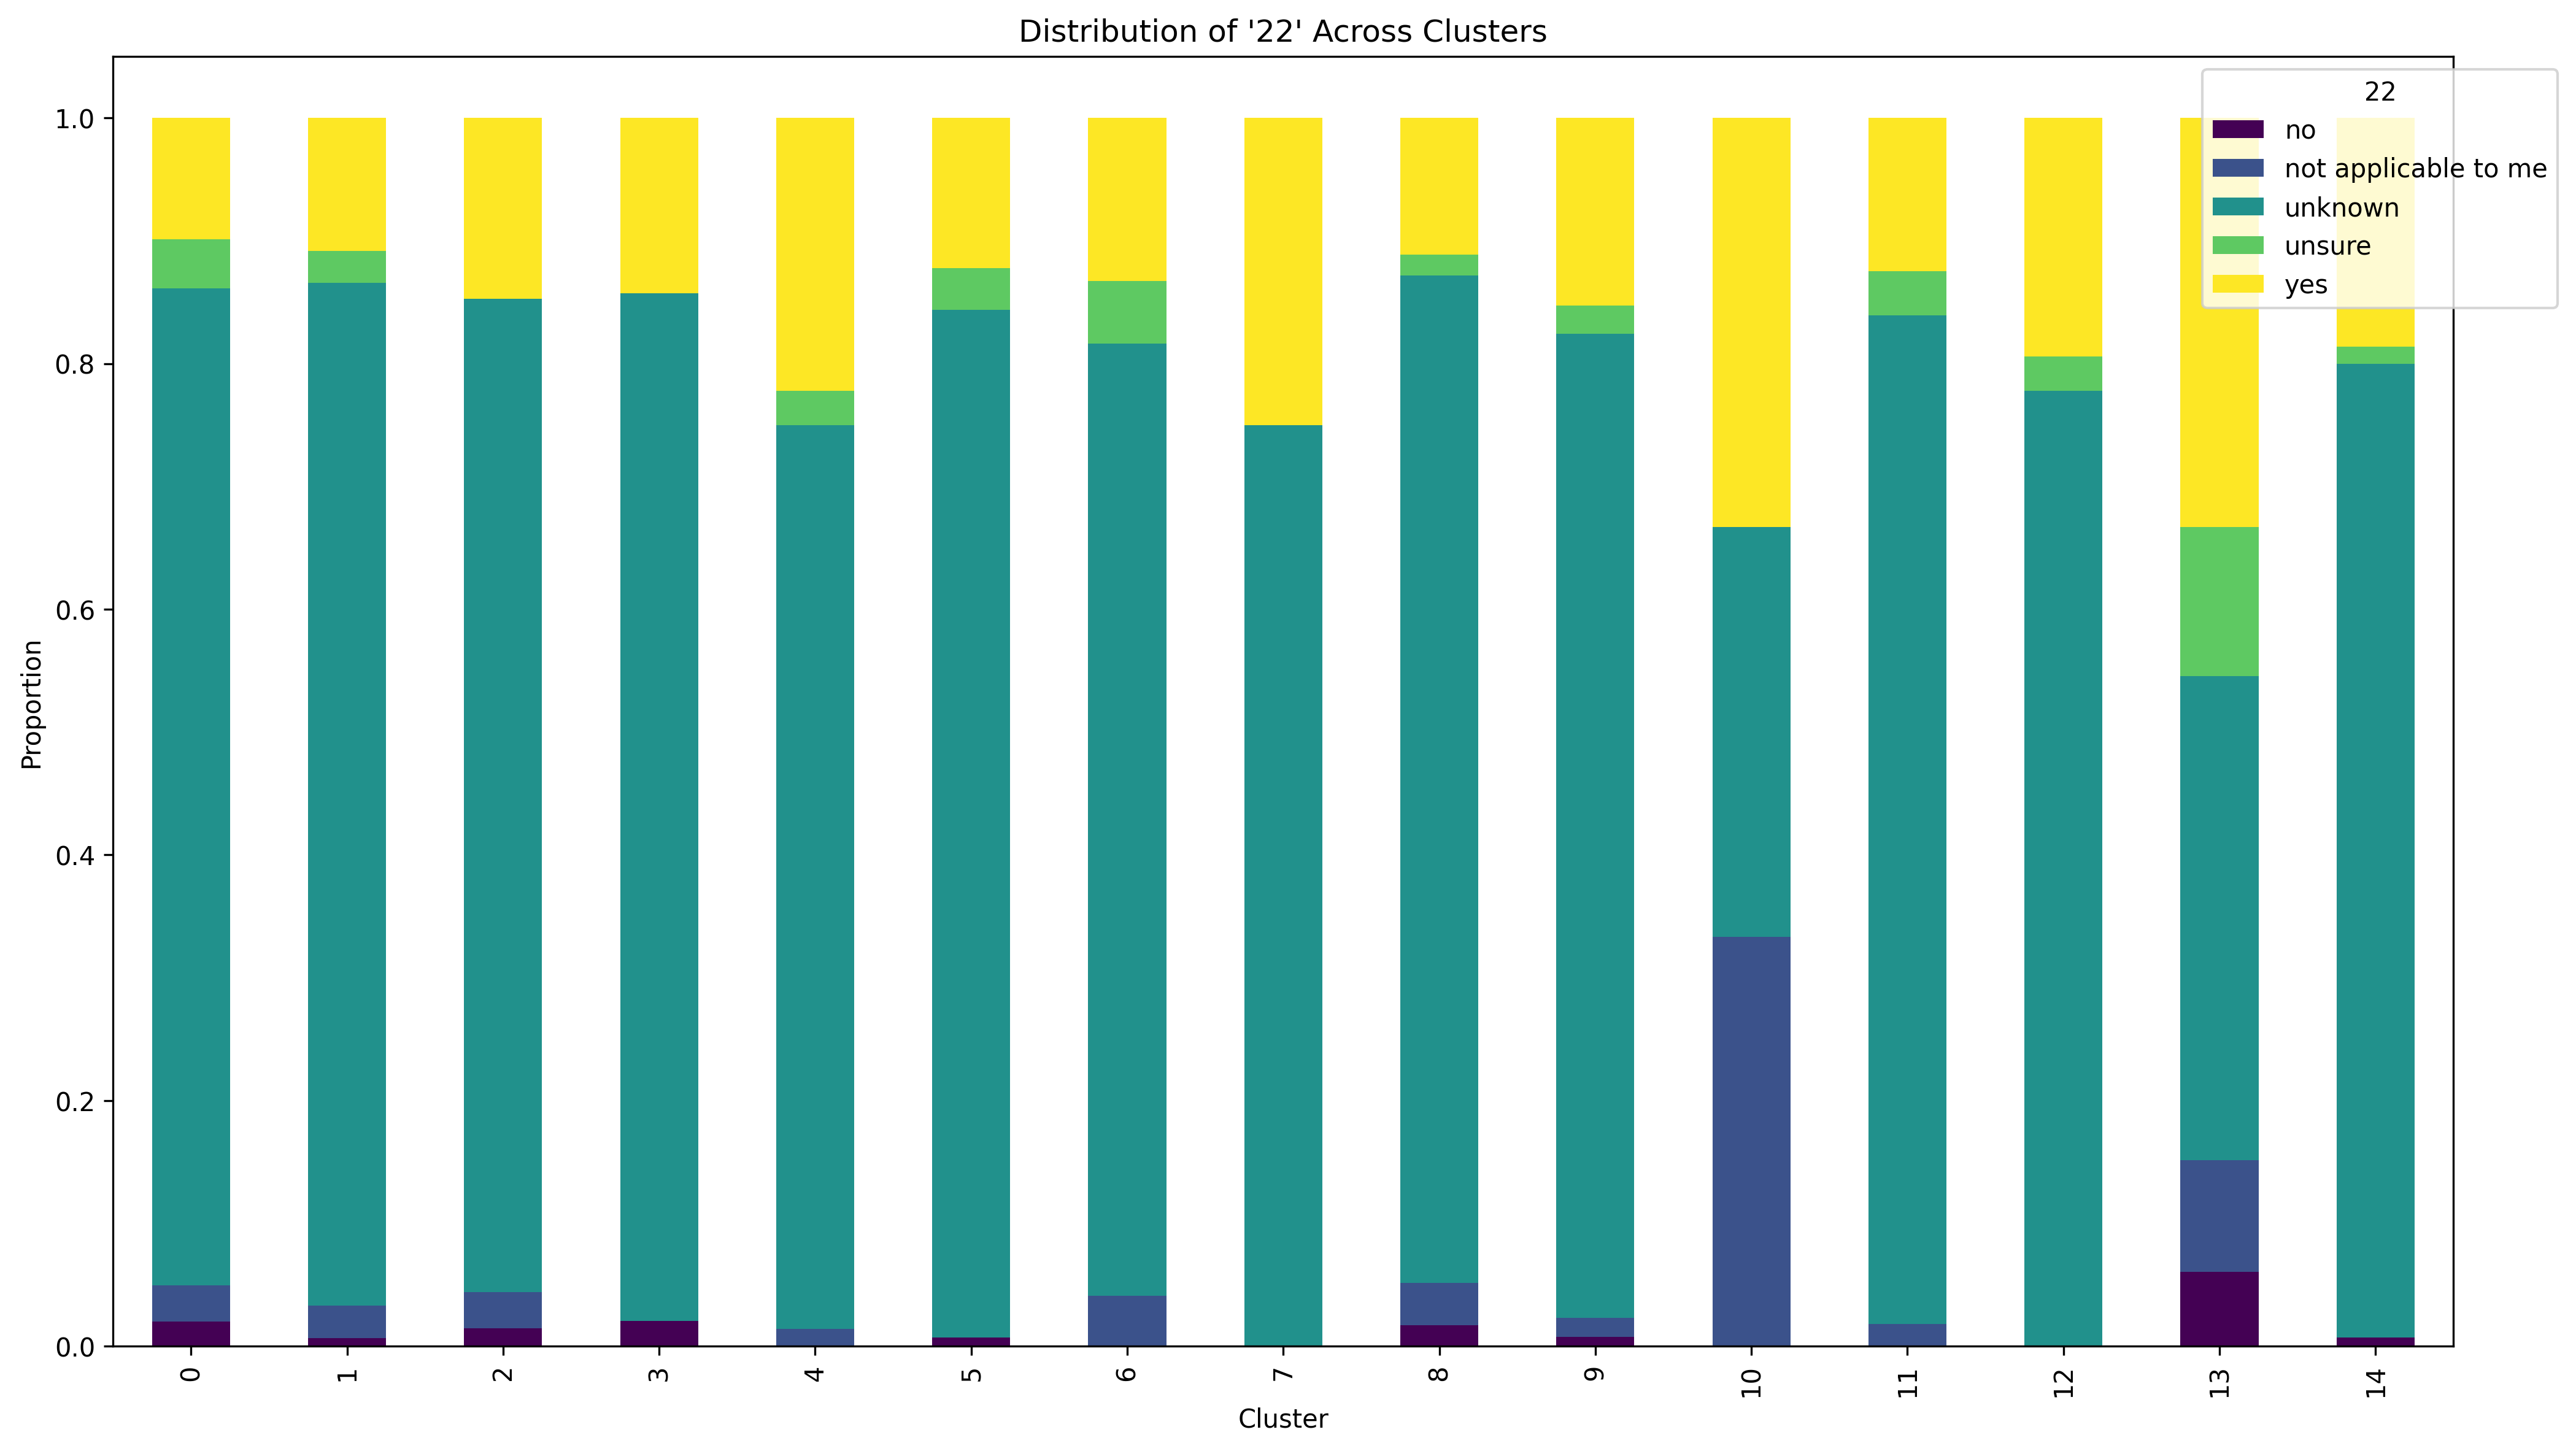 Distribution of '22' Across Clusters
22
no
not applicable to me
unknown
unsure
yes
1.0
0.8
0.6
0.4
0.2
0.0
Proportion
0 1 2 3 4 5 6 7 8 9 10 11 12 13 14
Cluster